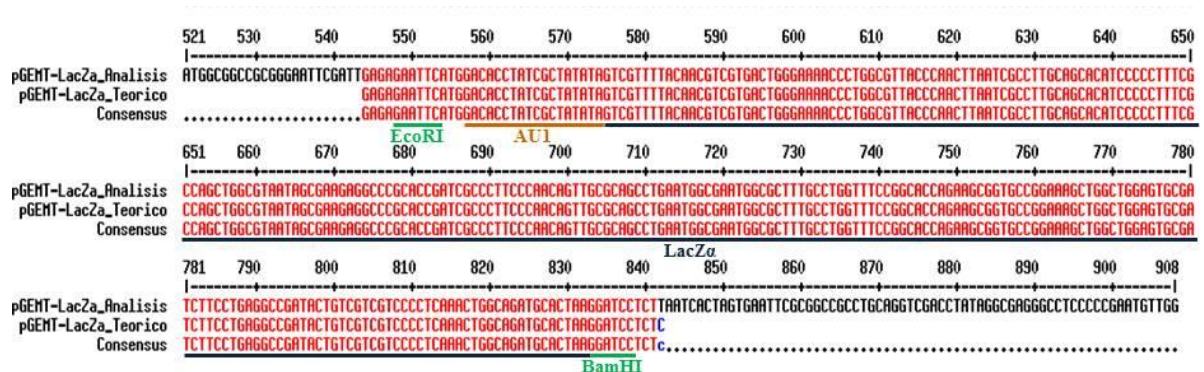 521 530 540 550 560 570 580 590 600 610 620 630 640 650
|---------+---------+---------+---------+---------+---------+---------+---------+---------+---------+---------+---------+---------|
pGEMT-LacZa_Analisis ATGGCGGCCGCGGGAATTCGATTGAGAGAATTCATGGACACCTATCGCTATATAGTCGTTTTACAACGTCGTGACTGGGAAAACCCTGGCGTTACCCAACTTAATCGCCTTGCAGCACATCCCCCTTTCG
pGEMT-LacZa_Teorico GAGAGAATTCATGGACACCTATCGCTATATAGTCGTTTTACAACGTCGTGACTGGGAAAACCCTGGCGTTACCCAACTTAATCGCCTTGCAGCACATCCCCCTTTCG
Consensus .......................GAGAGAATTCATGGACACCTATCGCTATATAGTCGTTTTACAACGTCGTGACTGGGAAAACCCTGGCGTTACCCAACTTAATCGCCTTGCAGCACATCCCCCTTTCG
EcoRI AU1
651 660 670 680 690 700 710 720 730 740 750 760 770 780
|---------+---------+---------+---------+---------+---------+---------+---------+---------+---------+---------+---------+---------|
pGEMT-LacZa_Analisis CCAGCTGGCGTAATAGCGAAGAGGCCCGCACCGATCGCCCTTCCCAACAGTTGCGCAGCCTGAATGGCGAATGGCGCTTTGCCTGGTTTCCGGCACCAGAAGCGGTGCCGGAAAGCTGGCTGGAGTGCGA
pGEMT-LacZa_Teorico CCAGCTGGCGTAATAGCGAAGAGGCCCGCACCGATCGCCCTTCCCAACAGTTGCGCAGCCTGAATGGCGAATGGCGCTTTGCCTGGTTTCCGGCACCAGAAGCGGTGCCGGAAAGCTGGCTGGAGTGCGA
Consensus CCAGCTGGCGTAATAGCGAAGAGGCCCGCACCGATCGCCCTTCCCAACAGTTGCGCAGCCTGAATGGCGAATGGCGCTTTGCCTGGTTTCCGGCACCAGAAGCGGTGCCGGAAAGCTGGCTGGAGTGCGA
LacZα
781 790 800 810 820 830 840 850 860 870 880 890 900 908
|---------+---------+---------+---------+---------+---------+---------+---------+---------+---------+---------+---------+-------|
pGEMT-LacZa_Analisis TCTTCCTGAGGCCGATACTGTCGTCGTCCCCTCAAACTGGCAGATGCACTAAGGATCCTCTTAATCACTAGTGAATTCGCGGCCGCCTGCAGGTCGACCTATAGGCGAGGGCCTCCCCCGAATGTTGG
pGEMT-LacZa_Teorico TCTTCCTGAGGCCGATACTGTCGTCGTCCCCTCAAACTGGCAGATGCACTAAGGATCCTCTC
Consensus TCTTCCTGAGGCCGATACTGTCGTCGTCCCCTCAAACTGGCAGATGCACTAAGGATCCTCTc..................................................................
BamHI